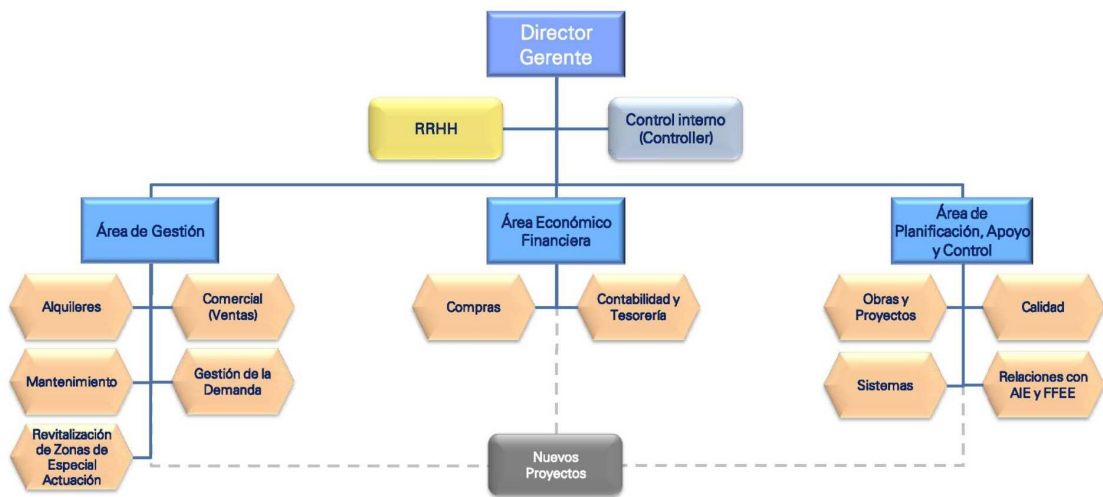 Director
Gerente
RRHH
Control interno
(Controller)
Área de Gestión
Área Económico
Financiera
Área de
Planificación, Apoyo
y Control
Alquileres
Comercial
(Ventas)
Compras
Contabilidad y
Tesorería
Obras y
Proyectos
Calidad
Mantenimiento
Gestión de la
Demanda
Sistemas
Relaciones con
AIE y FFEE
Revitalización
de Zonas de
Especial
Actuación
Nuevos
Proyectos